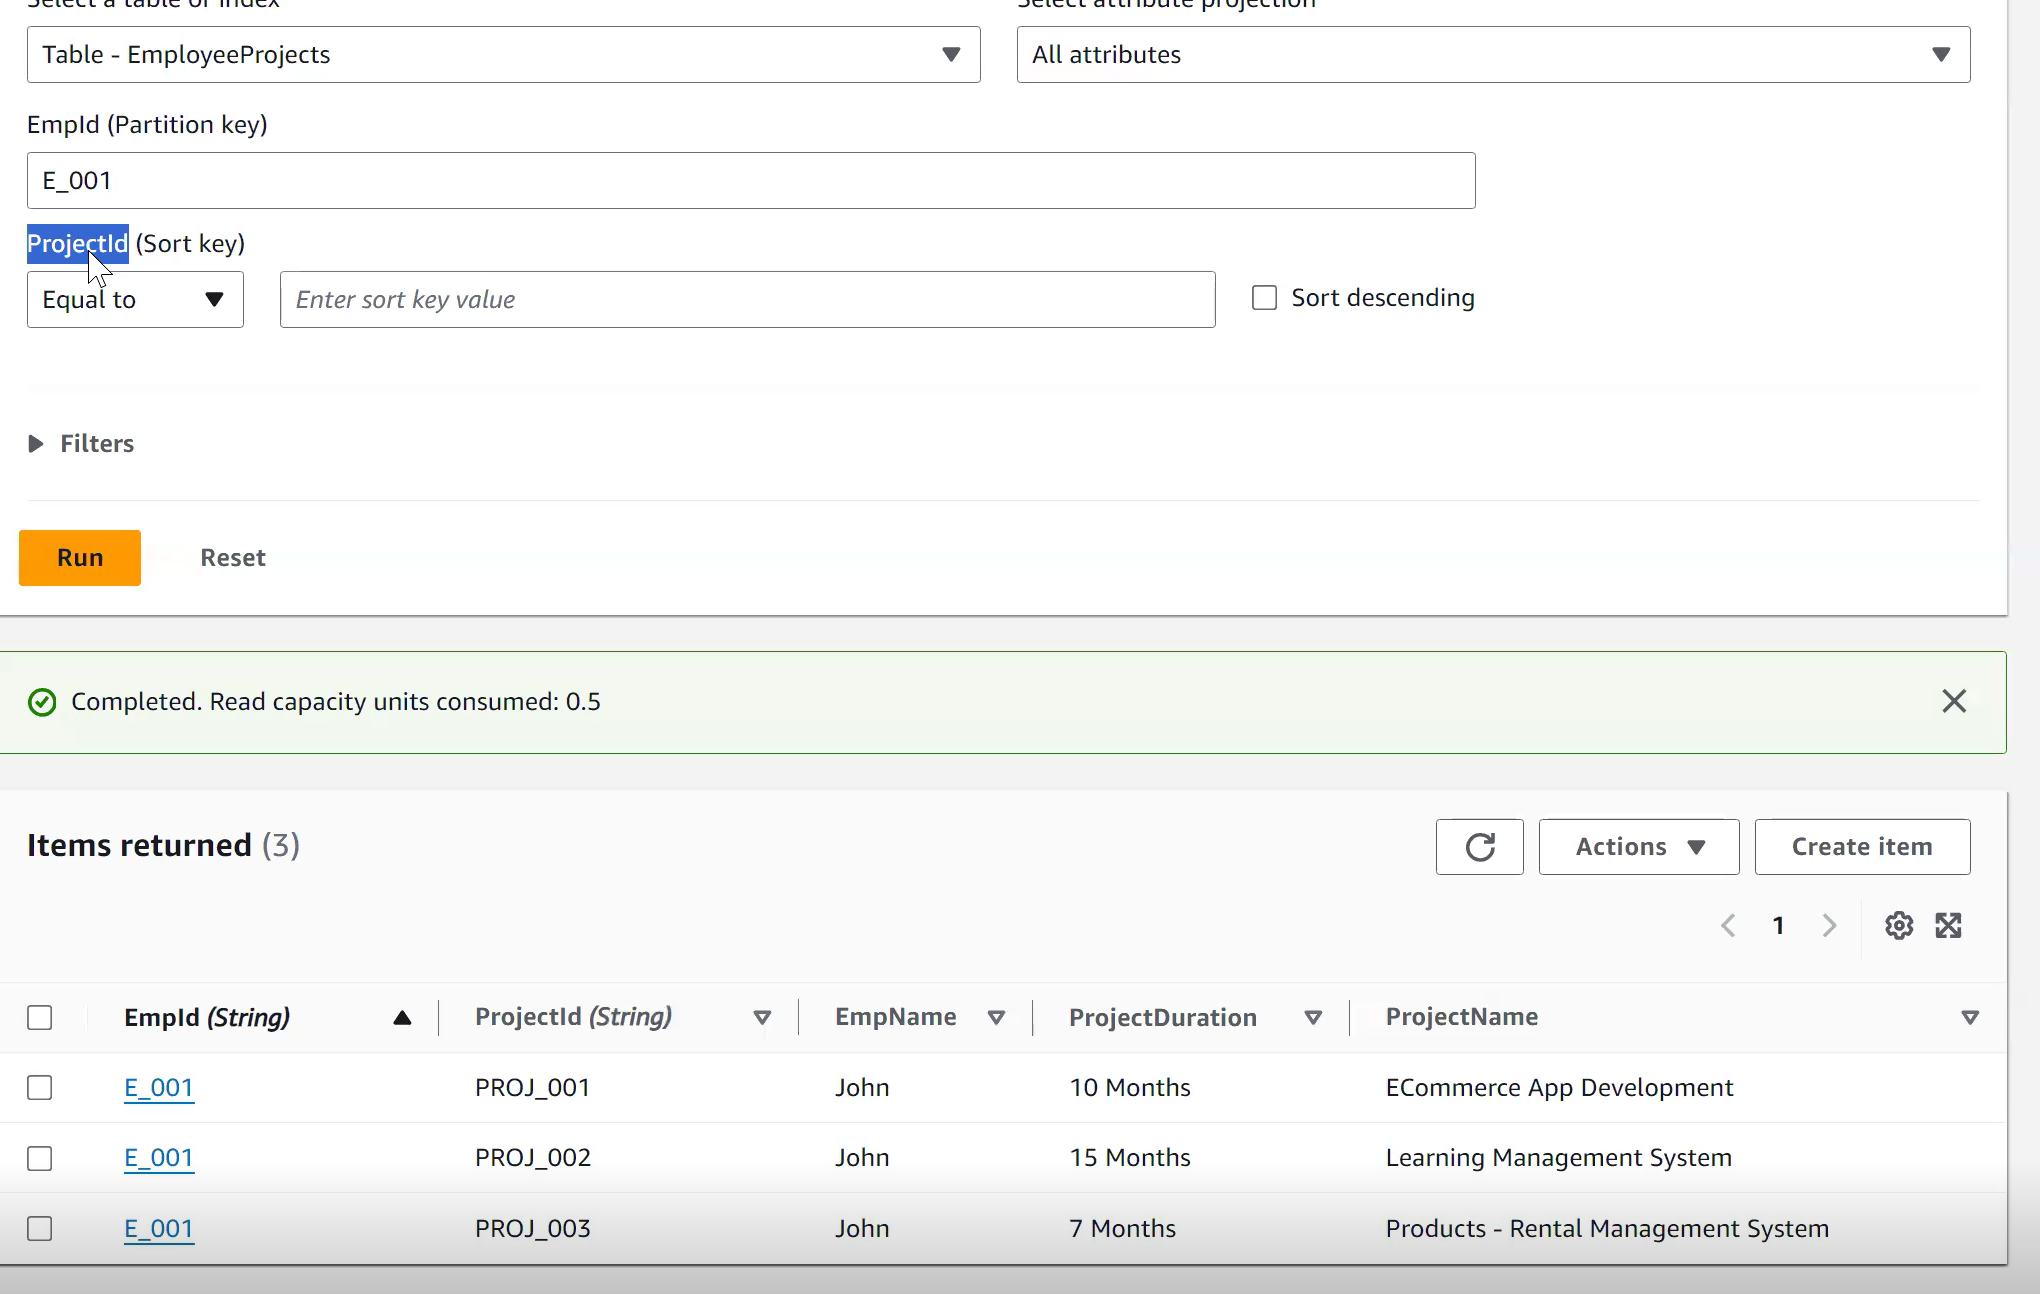 Select a table or index Select attribute projection
Table - EmployeeProjects All attributes
EmpId (Partition key)
E_001
ProjectId (Sort key)
Equal to Enter sort key value Sort descending
Filters
Run Reset
Completed. Read capacity units consumed: 0.5
Items returned (3) Actions Create item
1
EmpId (String) ProjectId (String) EmpName ProjectDuration ProjectName
E_001 PROJ_001 John 10 Months ECommerce App Development
E_001 PROJ_002 John 15 Months Learning Management System
E_001 PROJ_003 John 7 Months Products - Rental Management System